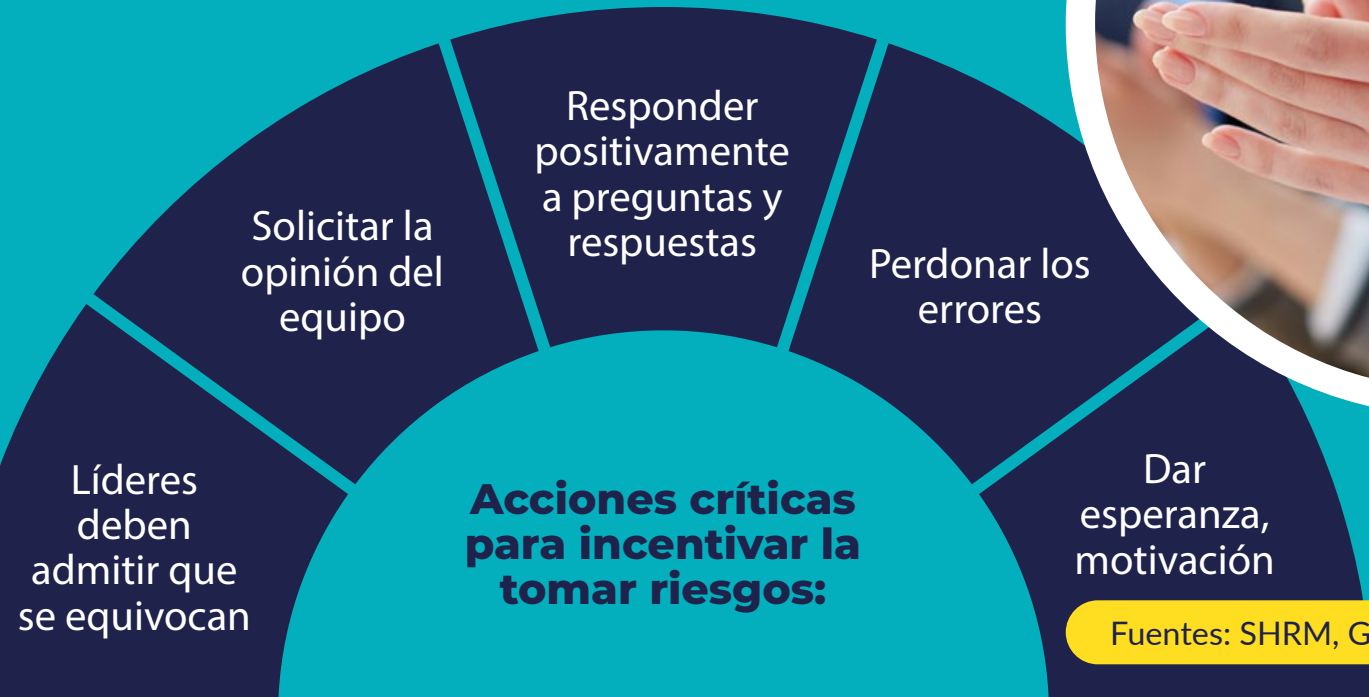 Líderes
deben
admitir que
se equivocan
Solicitar la
opinión del
equipo
Responder
positivamente
a preguntas y
respuestas
Perdonar los
errores
Dar
esperanza,
motivación
Acciones críticas
para incentivar la
tomar riesgos:
Fuentes: SHRM, G